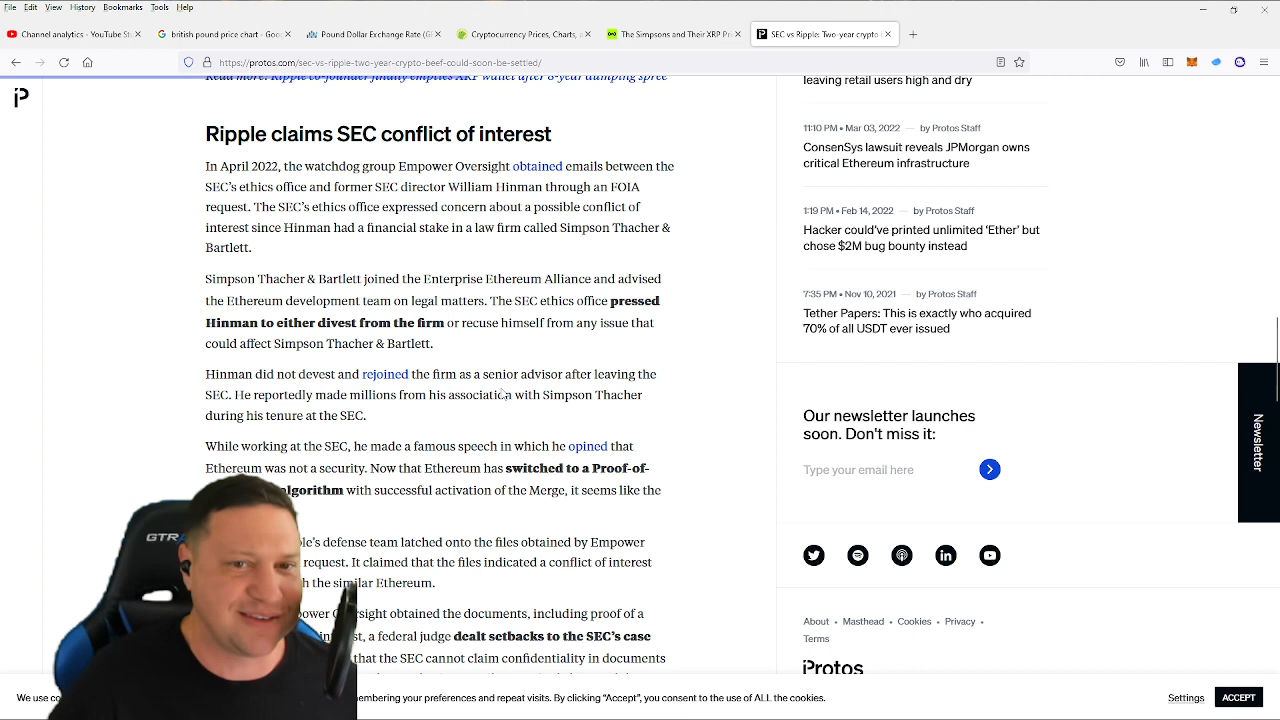 File Edit View History Bookmarks Tools Help
Channel analytics - YouTube St
british pound price chart - Goo
Pound Dollar Exchange Rate (G
Cryptocurrency Prices, Charts, a
The Simpsons and Their XRP Pr
SEC vs Ripple: Two-year crypto
https://protos.com/sec-vs-ripple-two-year-crypto-beef-could-soon-be-settled/
Read more: Ripple co-founder finally empties XRP wallet after 8-year dumping spree
Ripple claims SEC conflict of interest
In April 2022, the watchdog group Empower Oversight obtained emails between the
SEC's ethics office and former SEC director William Hinman through an FOIA
request. The SEC's ethics office expressed concern about a possible conflict of
interest since Hinman had a financial stake in a law firm called Simpson Thacher &
Bartlett.
Simpson Thacher & Bartlett joined the Enterprise Ethereum Alliance and advised
the Ethereum development team on legal matters. The SEC ethics office pressed
Hinman to either divest from the firm or recuse himself from any issue that
could affect Simpson Thacher & Bartlett.
Hinman did not devest and rejoined the firm as a senior advisor after leaving the
SEC. He reportedly made millions from his association with Simpson Thacher
during his tenure at the SEC.
While working at the SEC, he made a famous speech in which he opined that
Ethereum was not a security. Now that Ethereum has switched to a Proof-of-
lgorithm with successful activation of the Merge, it seems like the
le's defense team latched onto the files obtained by Empower
request. It claimed that the files indicated a conflict of interest
h the similar Ethereum.
power Oversight obtained the documents, including proof of a
, a federal judge dealt setbacks to the SEC's case
that the SEC cannot claim confidentiality in documents
leaving retail users high and dry
11:10 PM • Mar 03, 2022 — by Protos Staff
ConsenSys lawsuit reveals JPMorgan owns
critical Ethereum infrastructure
1:19 PM • Feb 14, 2022 — by Protos Staff
Hacker could've printed unlimited 'Ether' but
chose $2M bug bounty instead
7:35 PM • Nov 10, 2021 — by Protos Staff
Tether Papers: This is exactly who acquired
70% of all USDT ever issued
Our newsletter launches
soon. Don't miss it:
Type your email here
Newsletter
About • Masthead • Cookies • Privacy •
Terms
Protos
We use co
membering your preferences and repeat visits. By clicking "Accept", you consent to the use of ALL the cookies.
Settings
ACCEPT
GTR